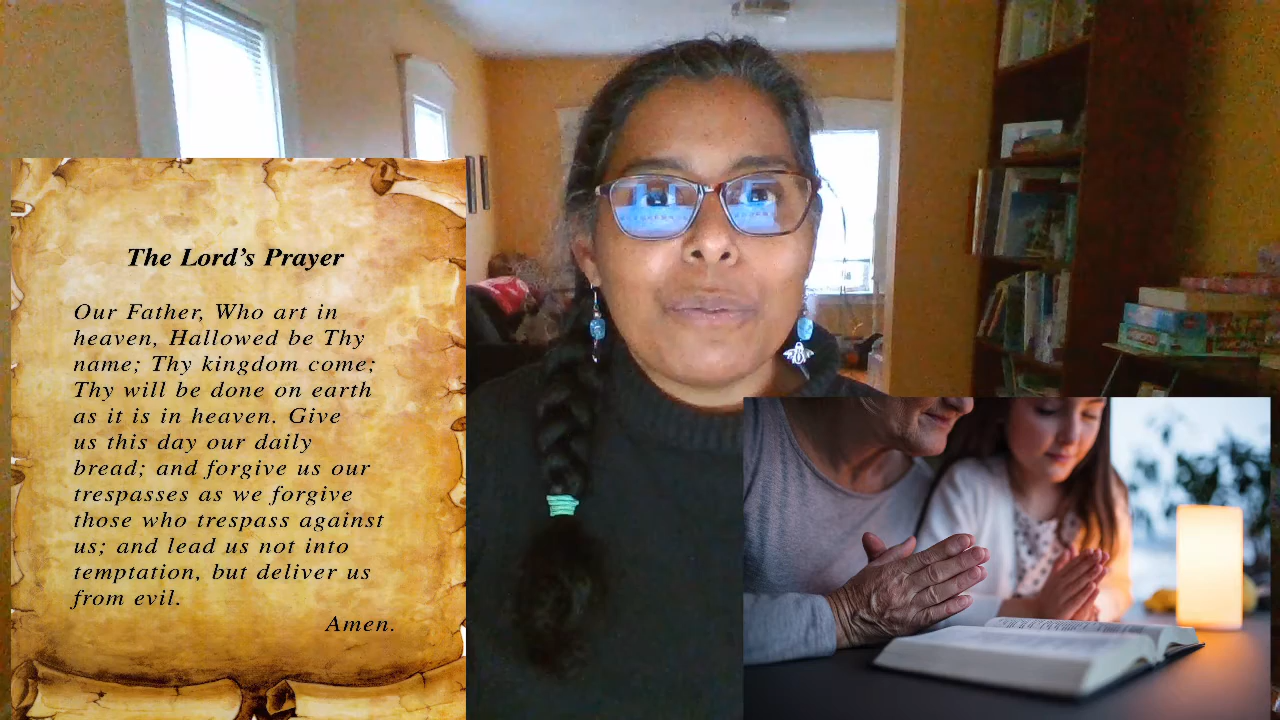 The Lord's Prayer
Our Father, Who art in
heaven, Hallowed be Thy
name; Thy kingdom come;
Thy will be done on earth
as it is in heaven. Give
us this day our daily
bread; and forgive us our
trespasses as we forgive
those who trespass against
us; and lead us not into
temptation, but deliver us
from evil.
Amen.